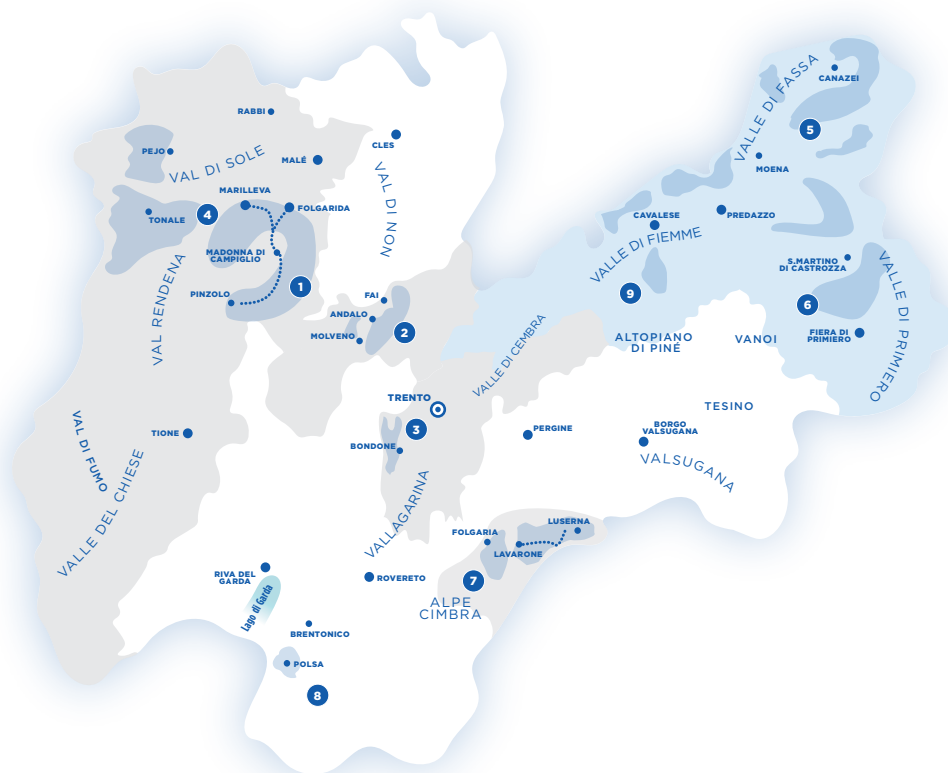 RABBI
PEJO
VAL DI SOLE
MALÉ
CLES
VAL DI NON
MARILLEVA
FOLGARIDA
4
TONALE
MADONNA DI
CAMPIGLIO
PINZOLO
1
VAL RENDENA
FAI
ANDALO
MOLVENO
2
TRENTO
3
BONDONE
TIONE
VAL DI FUMO
VALLE DEL CHIESE
VALLAGARINA
VALLE DI CEMBRA
VALLE DI FASSA
CANAZEI
5
MOENA
CAVALESE
PREDAZZO
VALLE DI FIEMME
9
S.MARTINO
DI CASTROZZA
6
VALLE DI PRIMIERO
FIERA DI
PRIMIERO
ALTOPIANO
DI PINÉ
VANOI
TESINO
PERGINE
BORGO
VALSUGANA
VALSUGANA
LUSERNA
FOLGARIA
LAVARONE
7
ALPE
CIMBRA
RIVA DEL
GARDA
Lago di Garda
ROVERETO
BRENTONICO
POLSA
8